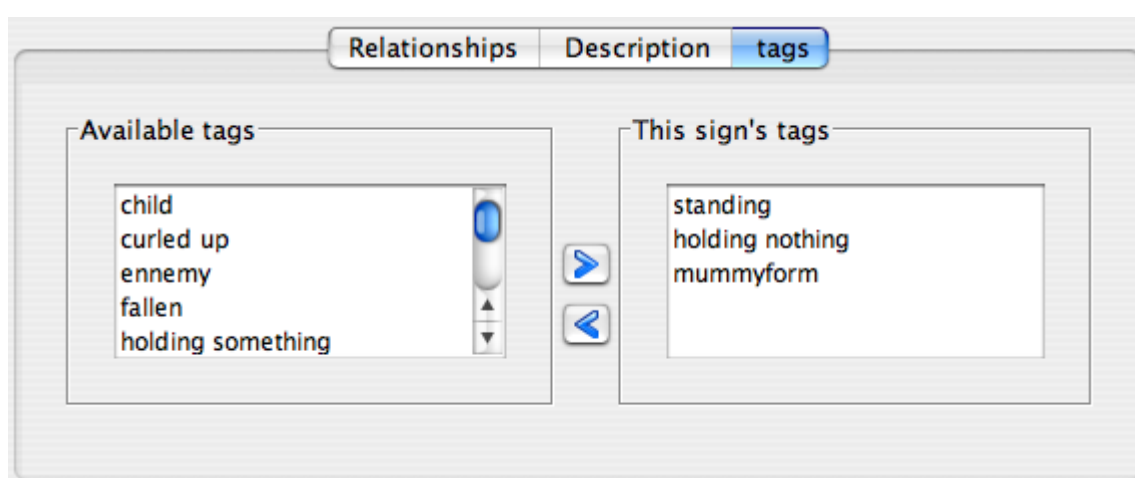 Relationships Description tags
Available tags
child
curled up
ennemy
fallen
holding something
This sign's tags
standing
holding nothing
mummyform